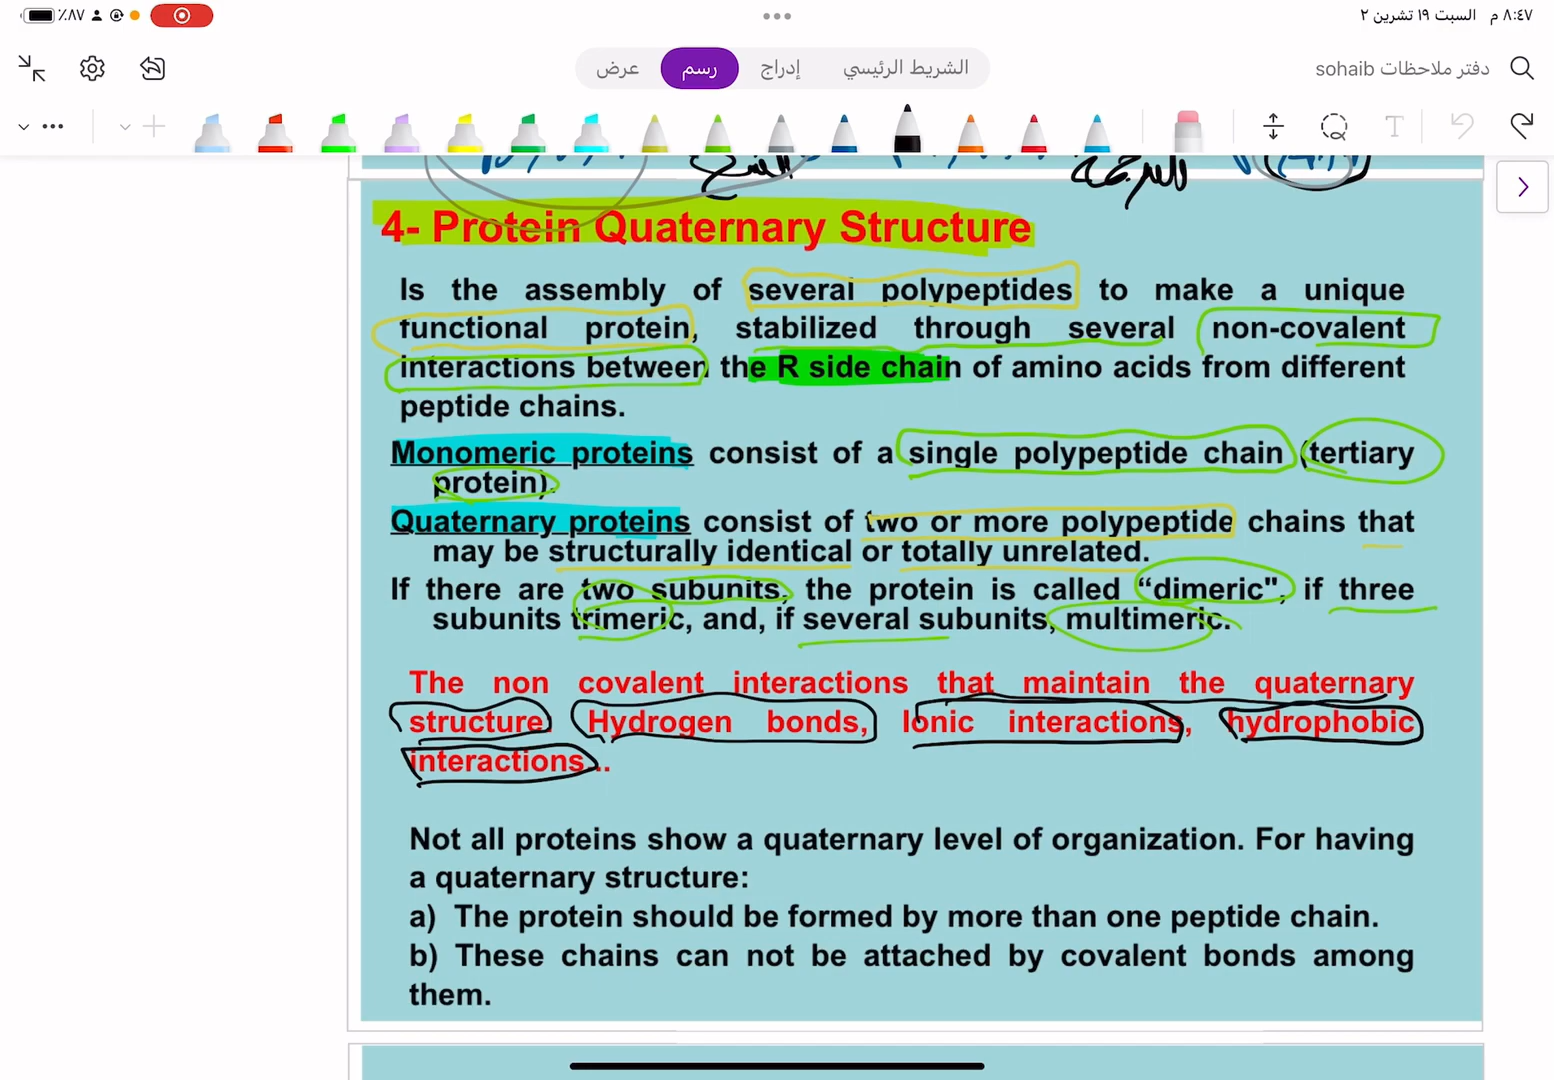 ٪٨٧
٨:٤٧ م السبت ١٩ تشرين ٢
دفتر ملاحظات sohaib
الشريط الرئيسي إدراج رسم عرض
T
4- Protein Quaternary Structure
Is the assembly of several polypeptides to make a unique
functional protein, stabilized through several non-covalent
interactions between the R side chain of amino acids from different
peptide chains.
Monomeric proteins consist of a single polypeptide chain (tertiary
protein).
Quaternary proteins consist of two or more polypeptide chains that
may be structurally identical or totally unrelated.
If there are two subunits, the protein is called “dimeric", if three
subunits trimeric, and, if several subunits, multimeric.
The non covalent interactions that maintain the quaternary
structure. Hydrogen bonds, Ionic interactions, hydrophobic
interactions...
Not all proteins show a quaternary level of organization. For having
a quaternary structure:
a) The protein should be formed by more than one peptide chain.
b) These chains can not be attached by covalent bonds among
them.